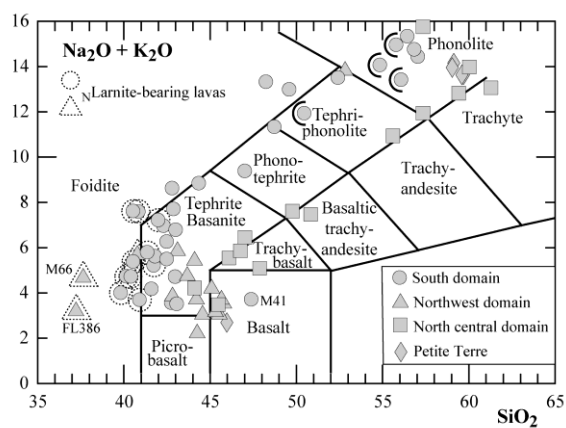 16
14
12
10
8
6
4
2
0
Na2O + K2O
NLarnite-bearing lavas
Foidite
M66
FL386
Phonolite
Trachyte
Tephri-
phonolite
Phono-
tephrite
Trachy-
andesite
Tephrite
Basanite
Basaltic
trachy-
andesite
Trachy-
basalt
M41
Basalt
Picro-
basalt
South domain
Northwest domain
North central domain
Petite Terre
35
40
45
50
55
60
65
SiO2